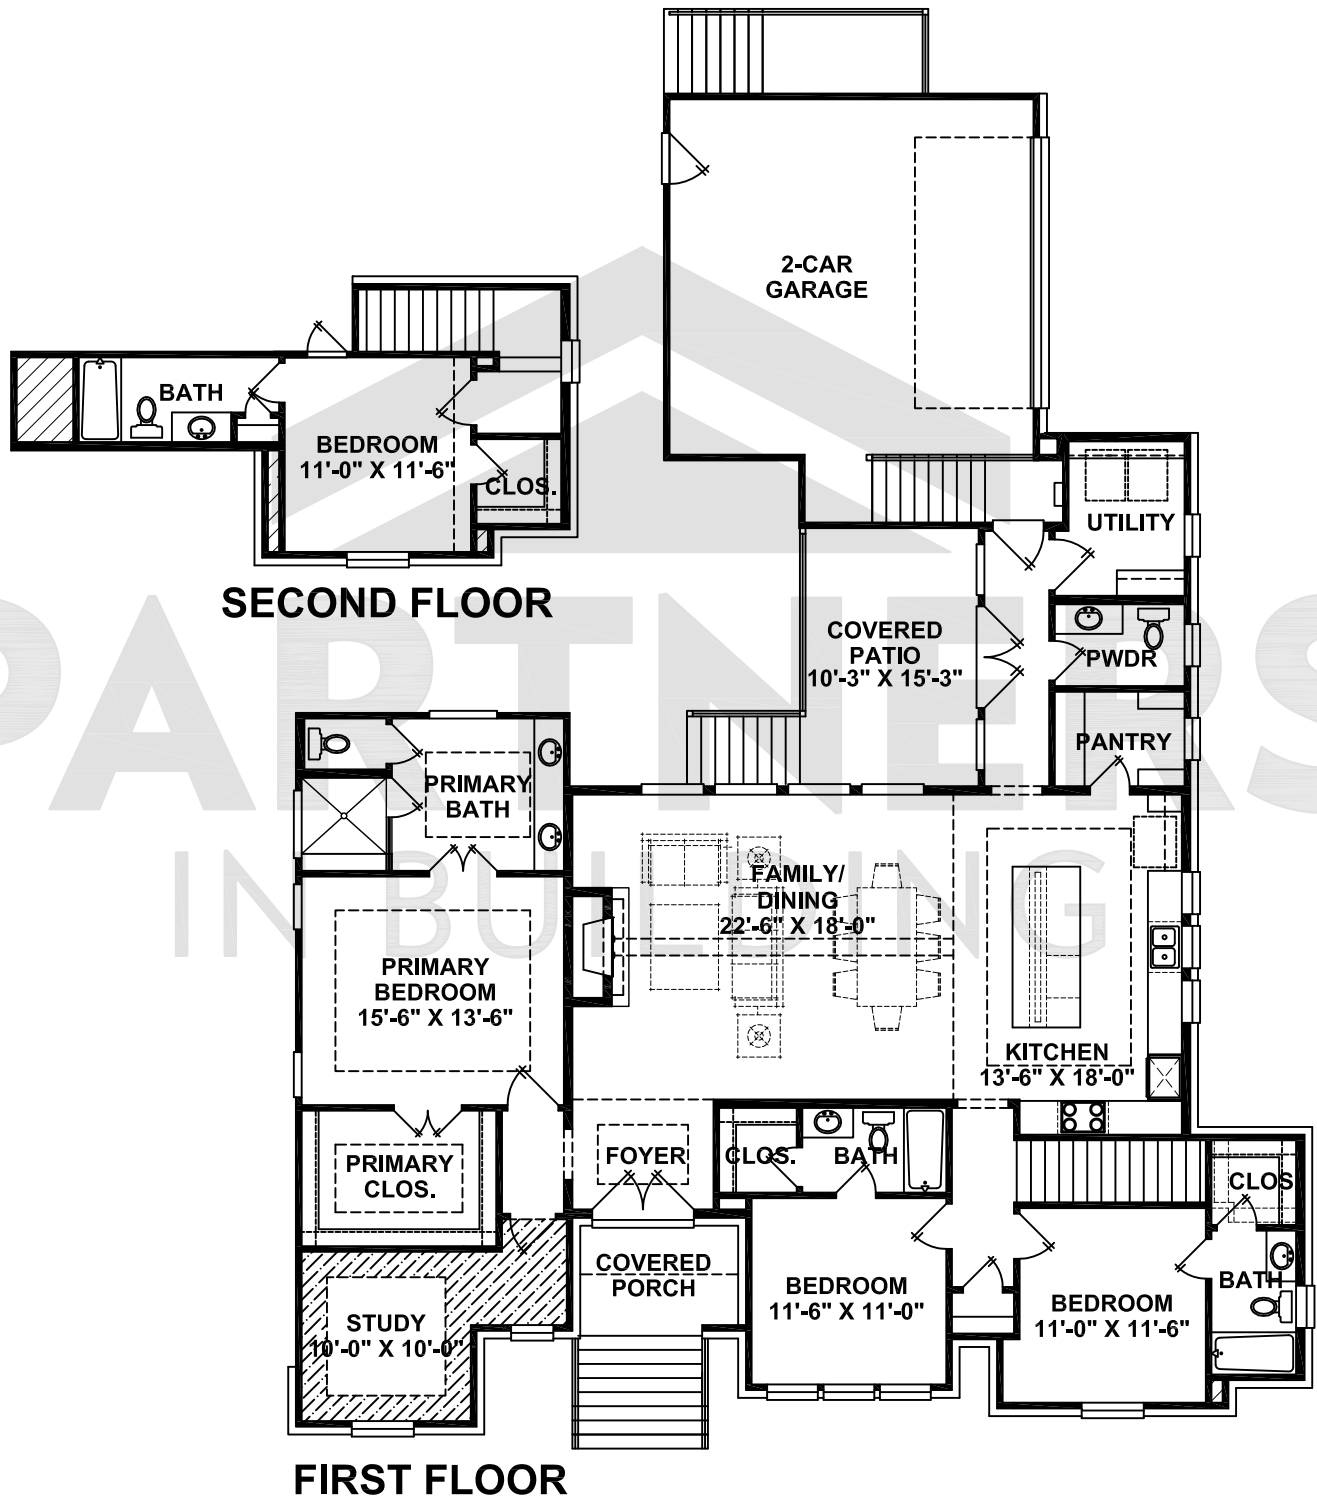 2-CAR
GARAGE
BATH
BEDROOM
11'-0" X 11'-6"
CLOS.
SECOND FLOOR
UTILITY
COVERED
PATIO
10'-3" X 15'-3"
PWDR
PANTRY
PRIMARY
BATH
FAMILY/
DINING
22'-6" X 18'-0"
PRIMARY
BEDROOM
15'-6" X 13'-6"
KITCHEN
13'-6" X 18'-0"
PRIMARY
CLOS.
FOYER
CLOS.
BATH
CLOS
COVERED
PORCH
BEDROOM
11'-6" X 11'-0"
BATH
BEDROOM
11'-0" X 11'-6"
STUDY
10'-0" X 10'-0"
FIRST FLOOR
PARTNERS
IN BUILDING